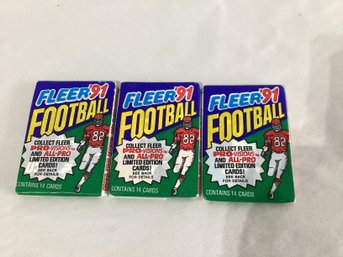 FLEER '91
FOOTBALL
COLLECT FLEER
PRO-VISIONS™
AND ALL-PRO
LIMITED EDITION
CARDS!
SEE BACK
FOR DETAILS
82
CONTAINS 14 CARDS
FLEER '91
FOOTBALL
COLLECT FLEER
PRO-VISIONS™
AND ALL-PRO
LIMITED EDITION
CARDS!
SEE BACK
FOR DETAILS
82
CONTAINS 14 CARDS
FLEER '91
FOOTBALL
COLLECT FLEER
PRO-VISIONS™
AND ALL-PRO
LIMITED EDITION
CARDS!
SEE BACK
FOR DETAILS
82
CONTAINS 14 CARDS